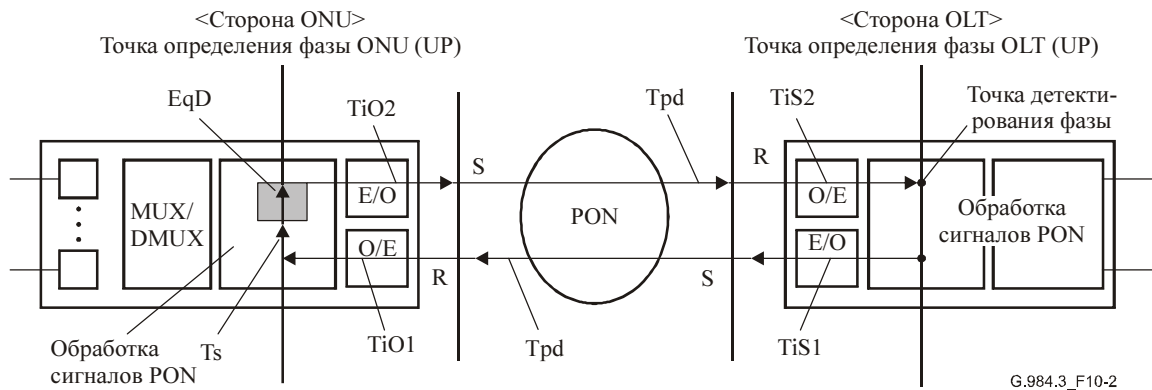 <Сторона ONU>
Точка определения фазы ONU (UP)
<Сторона OLT>
Точка определения фазы OLT (UP)
EqD
TiO2
Tpd
TiS2
Точка детекти-
рования фазы
S
R
E/O
O/E
MUX/
DMUX
PON
Обработка
сигналов PON
O/E
E/O
R
S
Обработка
сигналов PON
Ts
TiO1
Tpd
TiS1
G.984.3_F10-2